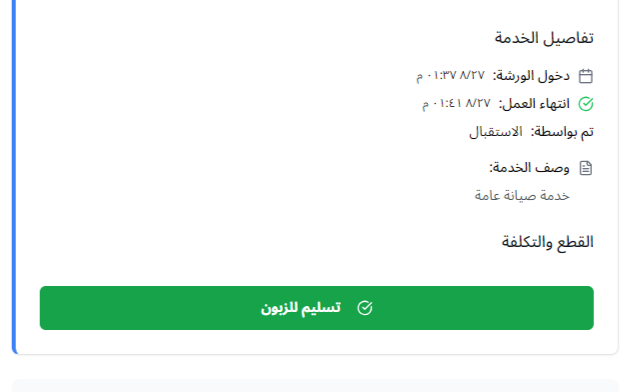 تفاصيل الخدمة
دخول الورشة: ٨/٢٧ ٠١:٣٧ م
انتهاء العمل: ٨/٢٧ ٠١:٤١ م
تم بواسطة: الاستقبال
وصف الخدمة:
خدمة صيانة عامة
القطع والتكلفة
تسليم للزبون